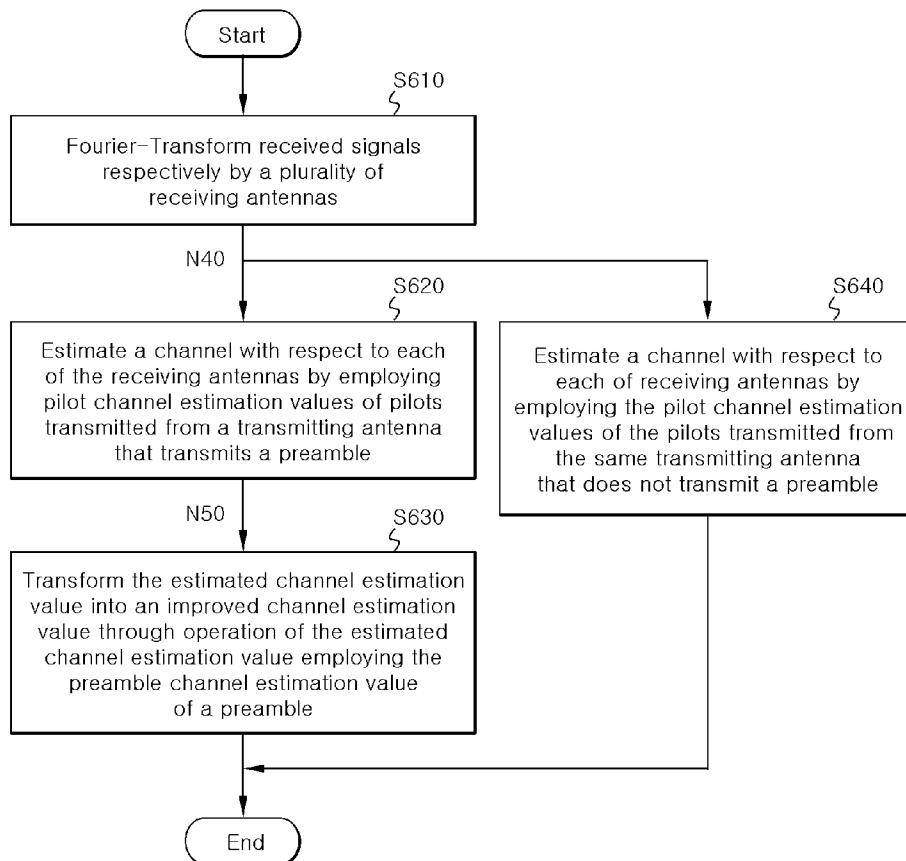 Start
S610
Fourier-Transform received signals
respectively by a plurality of
receiving antennas
N40
S620
Estimate a channel with respect to each
of the receiving antennas by employing
pilot channel estimation values of pilots
transmitted from a transmitting antenna
that transmits a preamble
S640
Estimate a channel with respect to
each of receiving antennas by
employing the pilot channel estimation
values of the pilots transmitted from
the same transmitting antenna
that does not transmit a preamble
N50
S630
Transform the estimated channel estimation
value into an improved channel estimation
value through operation of the estimated
channel estimation value employing the
preamble channel estimation value
of a preamble
End